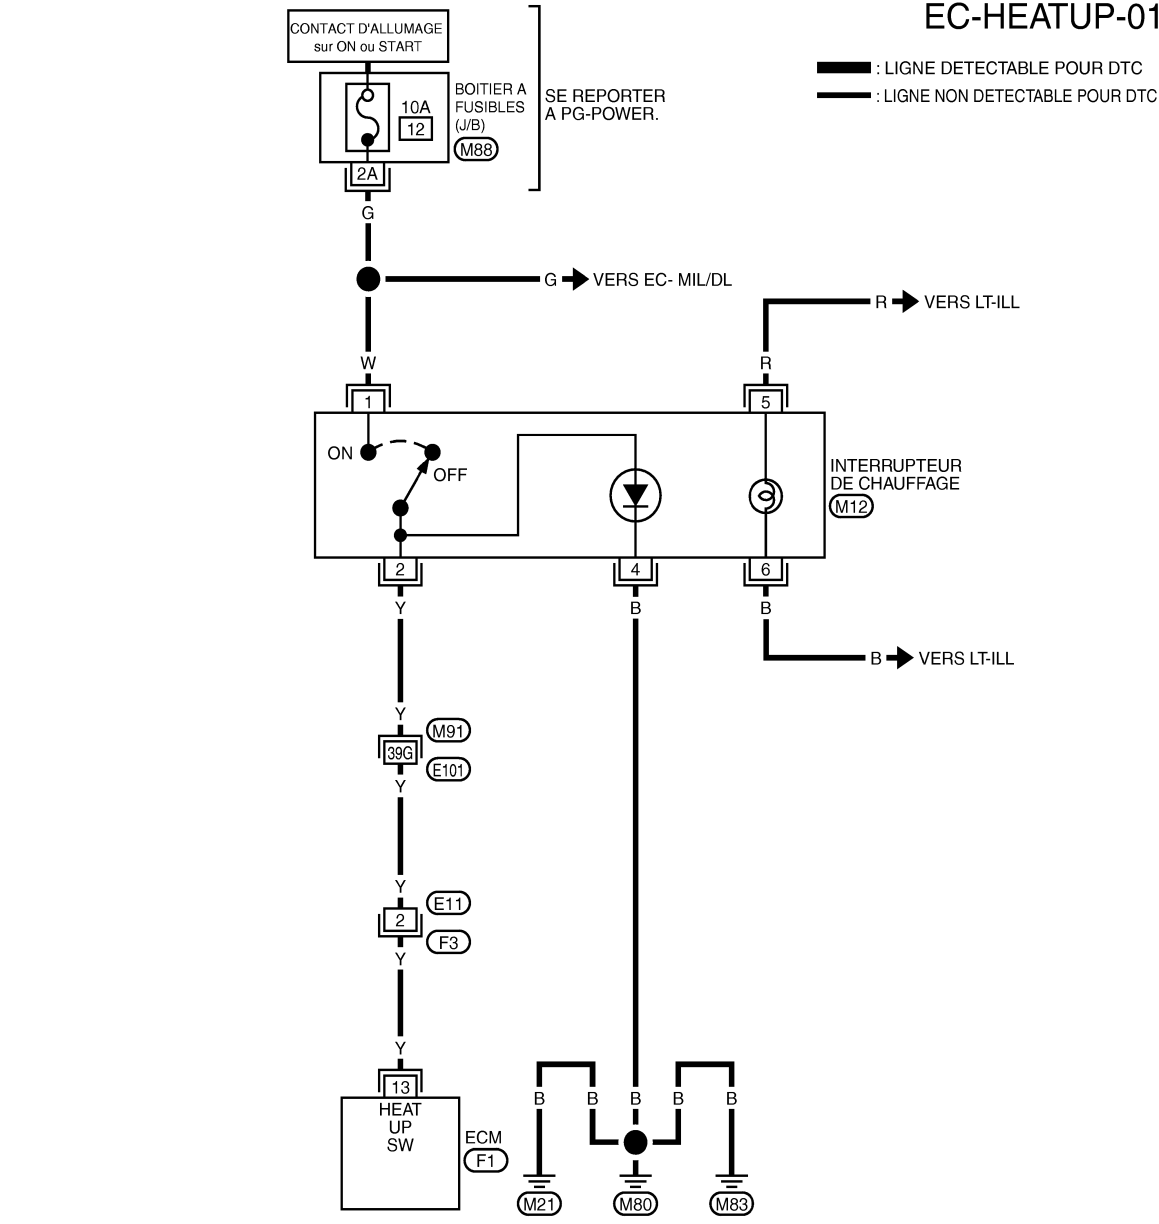 EC-HEATUP-01
CONTACT D'ALLUMAGE
sur ON ou START
: LIGNE DETECTABLE POUR DTC
: LIGNE NON DETECTABLE POUR DTC
BOITIER A
FUSIBLES
(J/B)
M88
10A
12
SE REPORTER
A PG-POWER.
2A
G
G
VERS EC- MIL/DL
R
VERS LT-ILL
W
R
1
5
ON
OFF
INTERRUPTEUR
DE CHAUFFAGE
M12
2
4
6
Y
B
B
B
VERS LT-ILL
Y
M91
39G
E101
Y
Y
E11
2
F3
Y
Y
13
HEAT
UP
SW
ECM
F1
B
B
B
B
B
M21
M80
M83